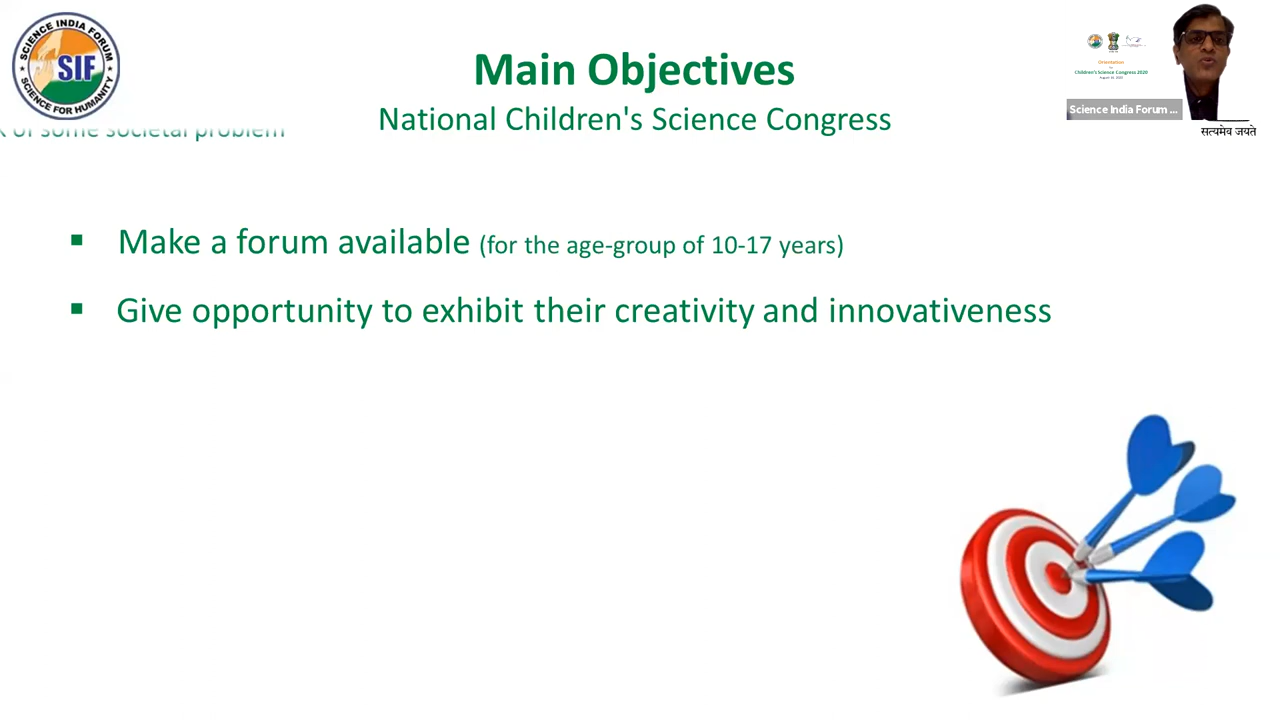 SCIENCE INDIA FORUM
SIF
SCIENCE FOR HUMANITY
Main Objectives
National Children's Science Congress
of some societal problem
Orientation
Children's Science Congress 2020
Science India Forum ...
सत्यमेव जयते
▪ Make a forum available (for the age-group of 10-17 years)
▪ Give opportunity to exhibit their creativity and innovativeness